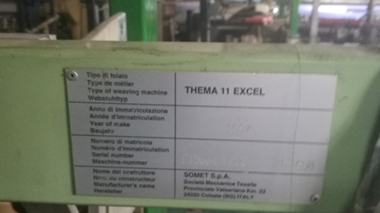 Tipo di telaio
Type de métier
Type of weaving machine
Webstuhltyp
THEMA 11 EXCEL
Anno di immatricolazione
Année d'immatriculation
Year of make
Baujahr
Numero di matricola
Numéro d'immatriculation
Serial number
Maschine-nummer
Nome del costruttore
Nom du constructeur
Manufacturer's name
Hersteller
SOMET S.p.A.
Società Meccanica Tessile
Provinciale Valseriana Km. 23
24020 Colzate (BG) ITALY